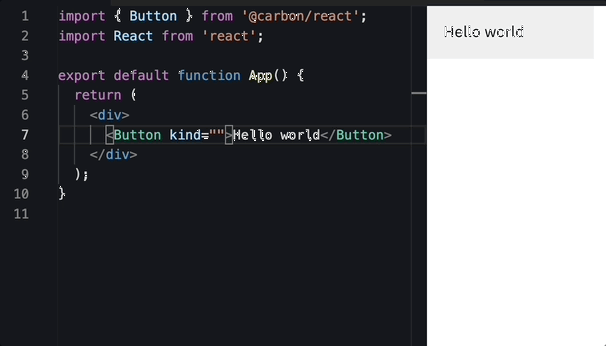 1 import { Button } from '@carbon/react';
2 import React from 'react';
3
4 export default function App() {
5 return (
6 <div>
7 <Button kind="">Hello world</Button>
8 </div>
9 );
10 }
11
Hello world